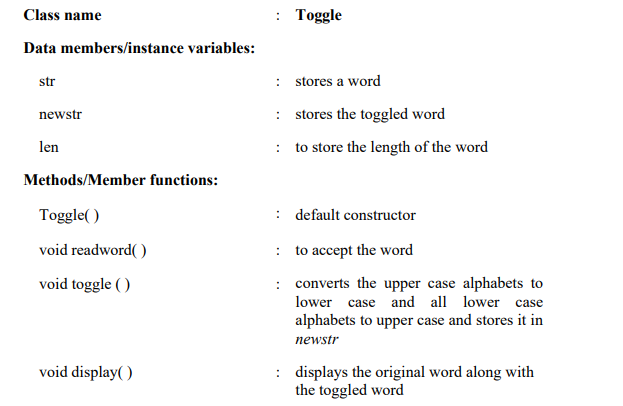 Class name : Toggle
Data members/instance variables:
str : stores a word
newstr : stores the toggled word
len : to store the length of the word
Methods/Member functions:
Toggle( ) : default constructor
void readword( ) : to accept the word
void toggle ( ) : converts the upper case alphabets to
lower case and all lower case
alphabets to upper case and stores it in
newstr
void display( ) : displays the original word along with
the toggled word